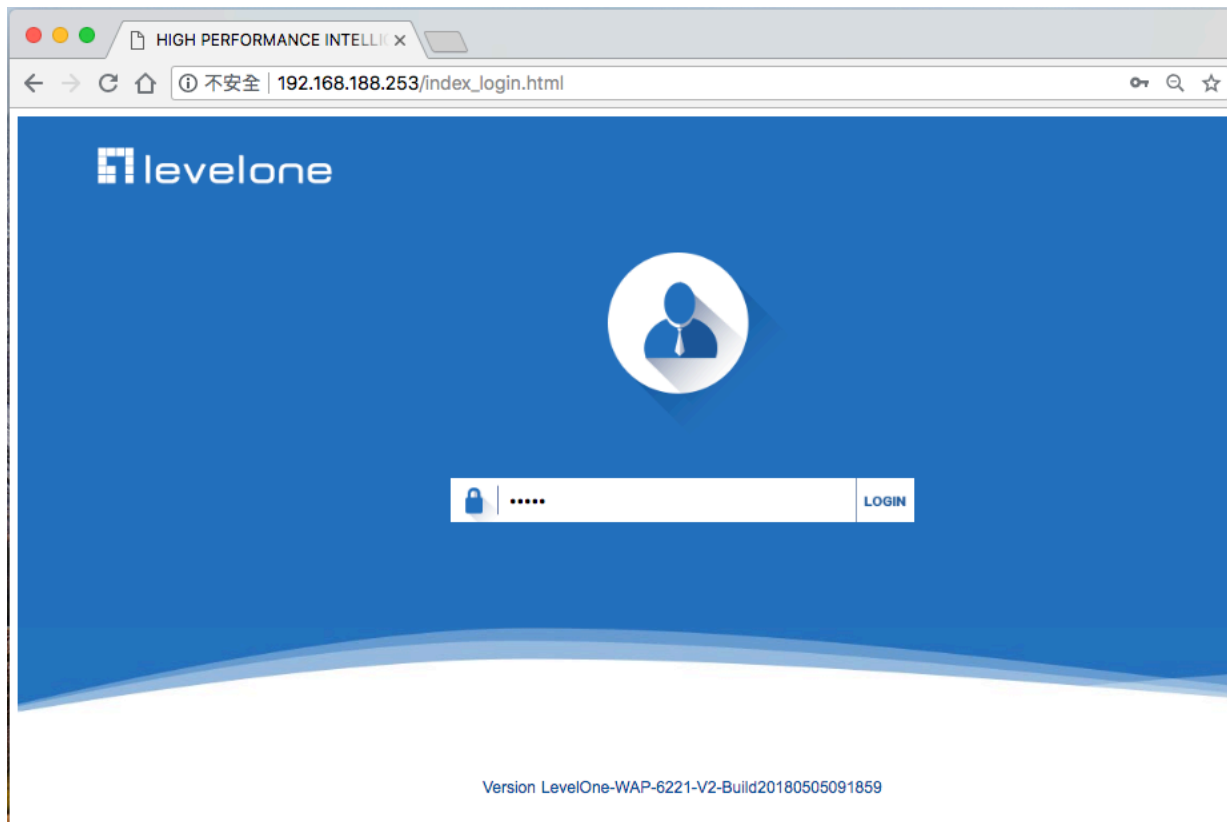 HIGH PERFORMANCE INTELLI
不安全 192.168.188.253/index_login.html
levelone
•••••
LOGIN
Version LevelOne-WAP-6221-V2-Build20180505091859